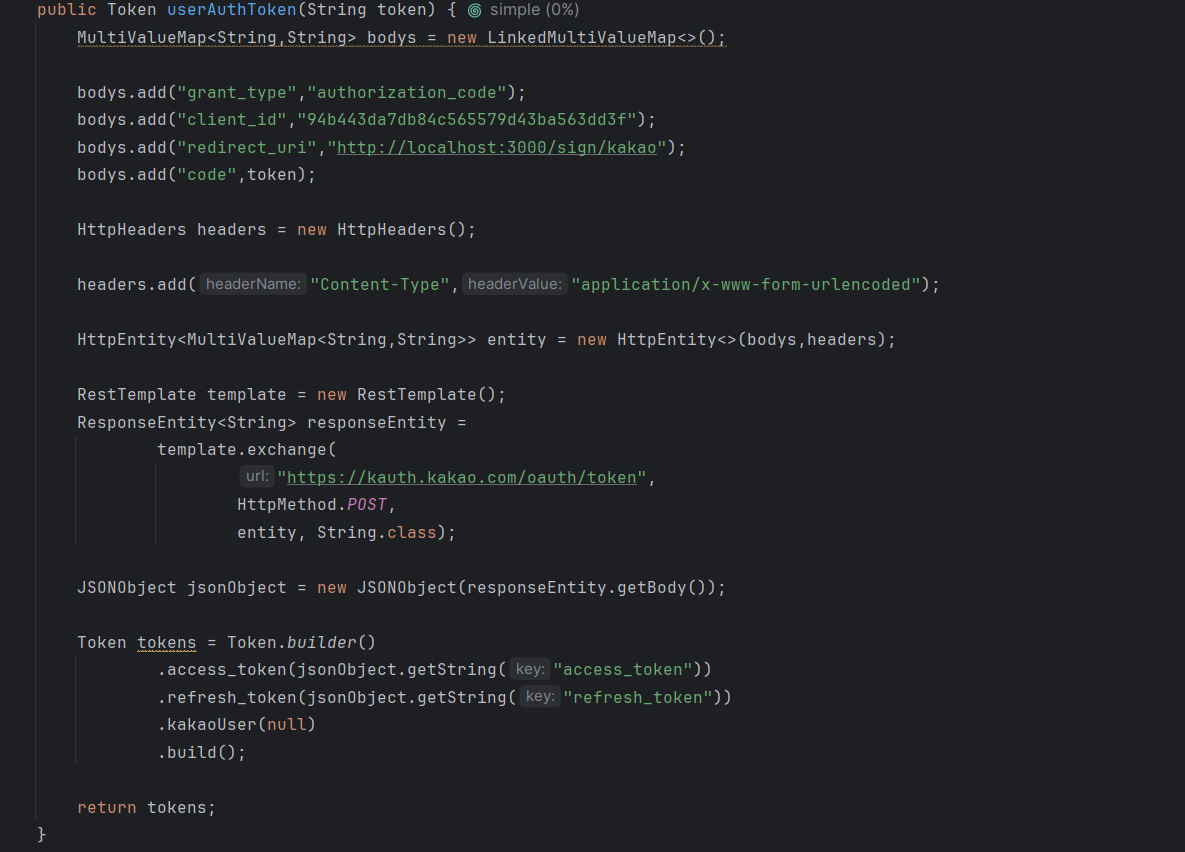 public Token userAuthToken(String token) { simple (0%)
MultiValueMap<String,String> bodys = new LinkedMultiValueMap<>();
bodys.add("grant_type","authorization_code");
bodys.add("client_id","94b443da7db84c565579d43ba563dd3f");
bodys.add("redirect_uri","http://localhost:3000/sign/kakao");
bodys.add("code",token);
HttpHeaders headers = new HttpHeaders();
headers.add( headerName: "Content-Type", headerValue: "application/x-www-form-urlencoded");
HttpEntity<MultiValueMap<String,String>> entity = new HttpEntity<>(bodys,headers);
RestTemplate template = new RestTemplate();
ResponseEntity<String> responseEntity =
template.exchange(
url: "https://kauth.kakao.com/oauth/token",
HttpMethod.POST,
entity, String.class);
JSONObject jsonObject = new JSONObject(responseEntity.getBody());
Token tokens = Token.builder()
.access_token(jsonObject.getString( key: "access_token"))
.refresh_token(jsonObject.getString( key: "refresh_token"))
.kakaoUser(null)
.build();
return tokens;
}